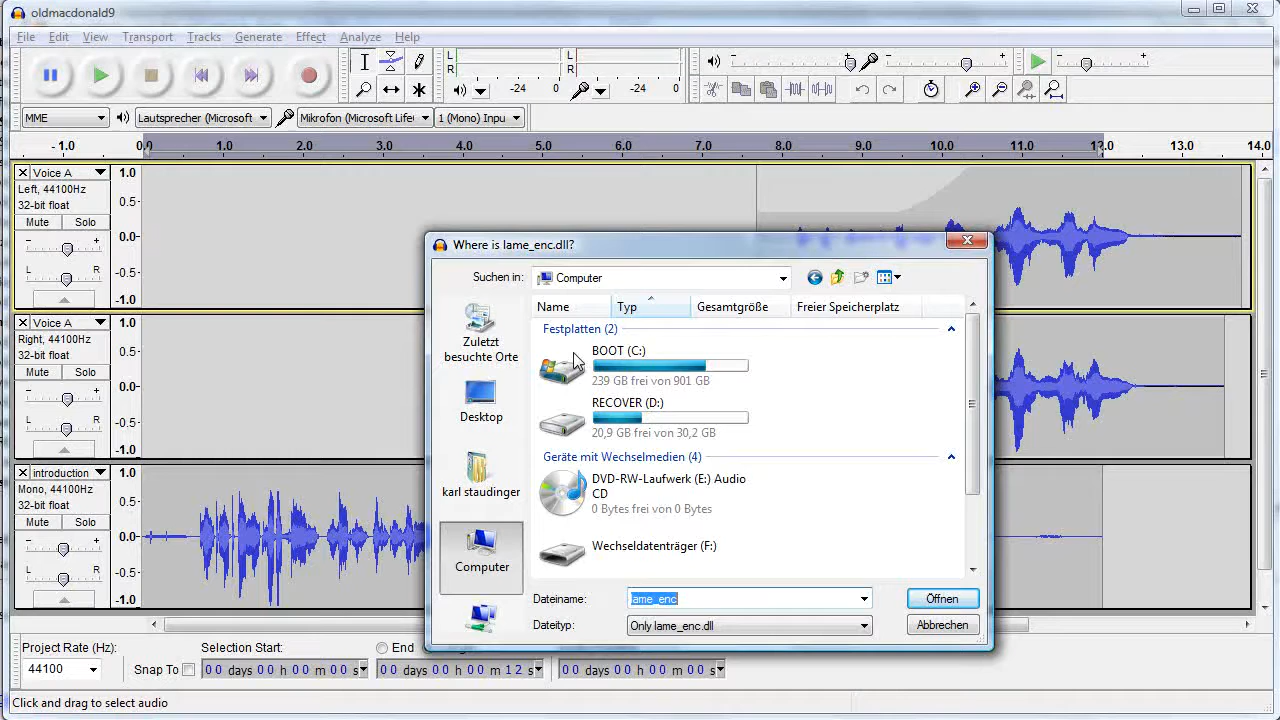 oldmacdonald9
File Edit View Transport Tracks Generate Effect Analyze Help
L
R
-24 0
L
R
-24 0
MME
Lautsprecher (Microsoft
Mikrofon (Microsoft Life
1 (Mono) Inpu
-1.0 0.0 1.0 2.0 3.0 4.0 5.0 6.0 7.0 8.0 9.0 10.0 11.0 12.0 13.0 14.0
Voice A
Left, 44100Hz
32-bit float
Mute Solo
- +
L R
1.0
0.5
0.0-
-0.5
-1.0
Voice A
Right, 44100Hz
32-bit float
Mute Solo
- +
L R
1.0
0.5
0.0-
-0.5
-1.0
introduction
Mono, 44100Hz
32-bit float
Mute Solo
- +
L R
1.0
0.5
0.0-
-0.5
-1.0
Where is lame_enc.dll?
Suchen in: Computer
Zuletzt
besuchte Orte
Desktop
karl staudinger
Computer
Name Typ Gesamtgröße Freier Speicherplatz
Festplatten (2)
BOOT (C:)
239 GB frei von 901 GB
RECOVER (D:)
20,9 GB frei von 30,2 GB
Geräte mit Wechselmedien (4)
DVD-RW-Laufwerk (E:) Audio
CD
0 Bytes frei von 0 Bytes
Wechseldatenträger (F:)
Dateiname: lame_enc Öffnen
Dateityp: Only lame_enc.dll Abbrechen
Project Rate (Hz):
44100
Snap To
Selection Start:
End
00 days 00 h 00 m 00 s
00 days 00 h 00 m 12 s
00 days 00 h 00 m 00 s
Click and drag to select audio